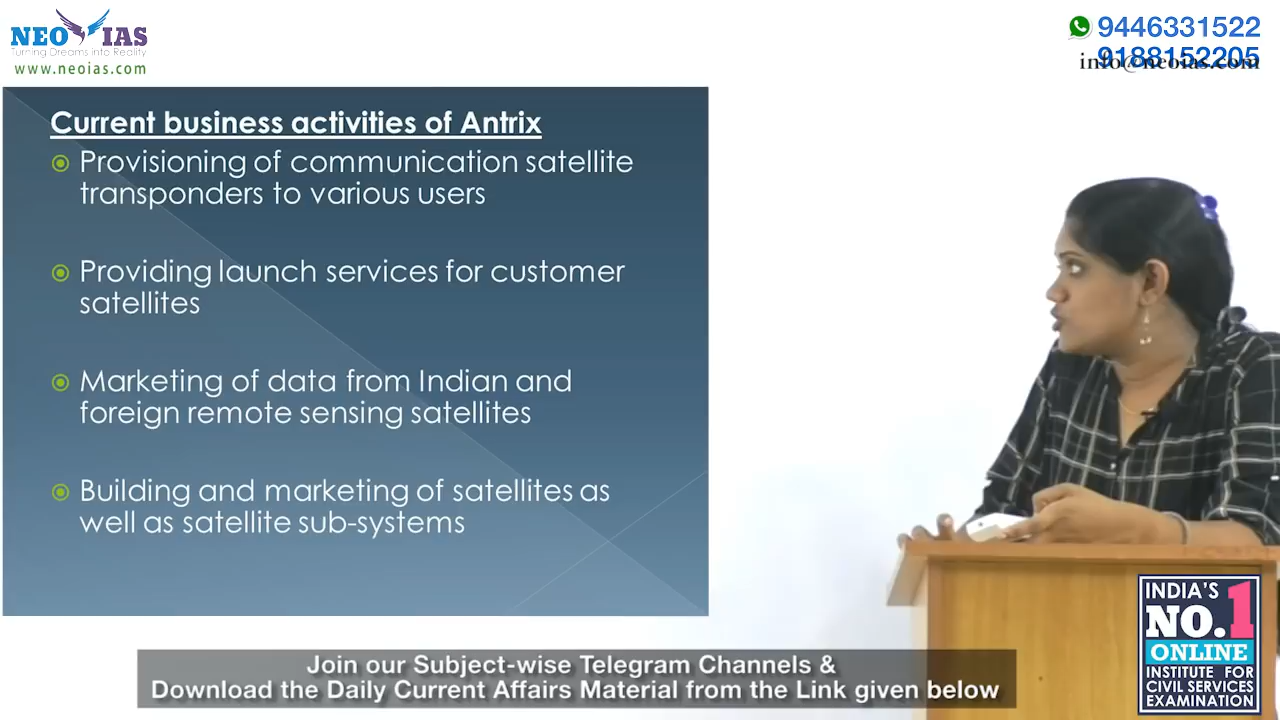 NEO IAS
Turning Dreams into Reality
www.neoias.com
9446331522
9188152205
info@neoias.com
Current business activities of Antrix
Provisioning of communication satellite
transponders to various users
Providing launch services for customer
satellites
Marketing of data from Indian and
foreign remote sensing satellites
Building and marketing of satellites as
well as satellite sub-systems
INDIA'S
NO.1
ONLINE
INSTITUTE FOR
CIVIL SERVICES
EXAMINATION
Join our Subject-wise Telegram Channels &
Download the Daily Current Affairs Material from the Link given below